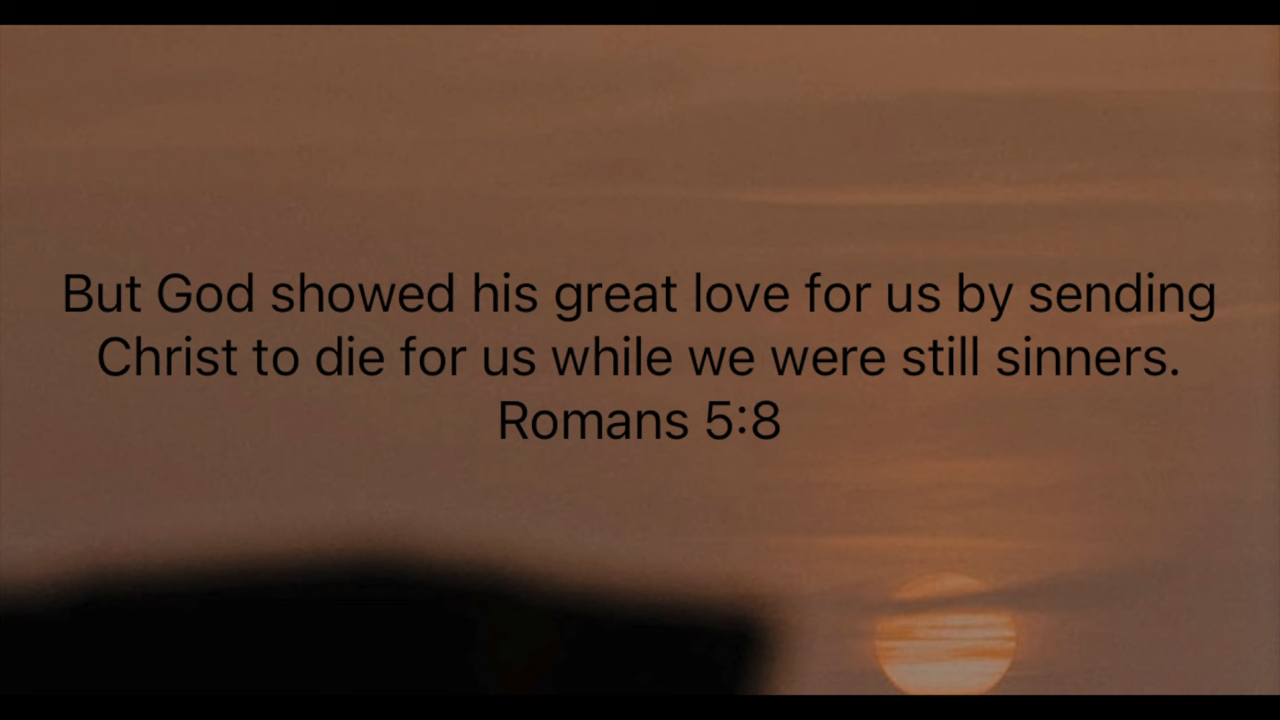 But God showed his great love for us by sending
Christ to die for us while we were still sinners.
Romans 5:8